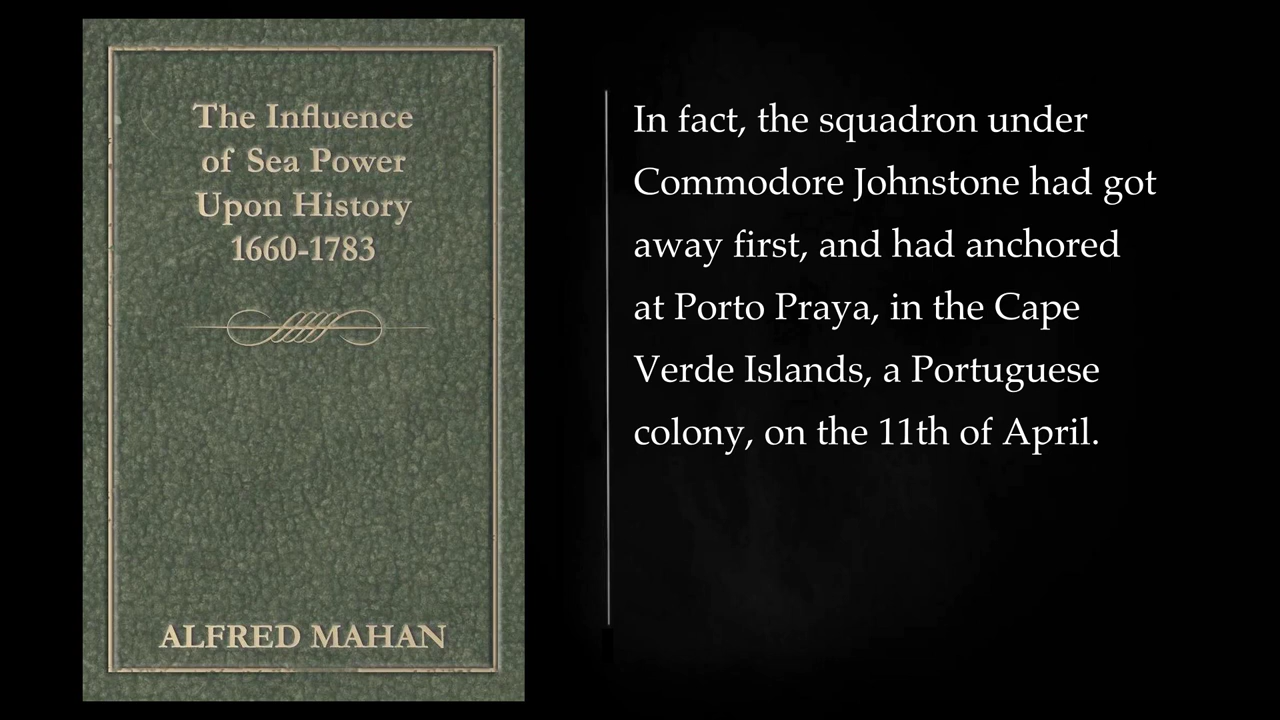 The Influence
of Sea Power
Upon History
1660-1783
ALFRED MAHAN
In fact, the squadron under
Commodore Johnstone had got
away first, and had anchored
at Porto Praya, in the Cape
Verde Islands, a Portuguese
colony, on the 11th of April.